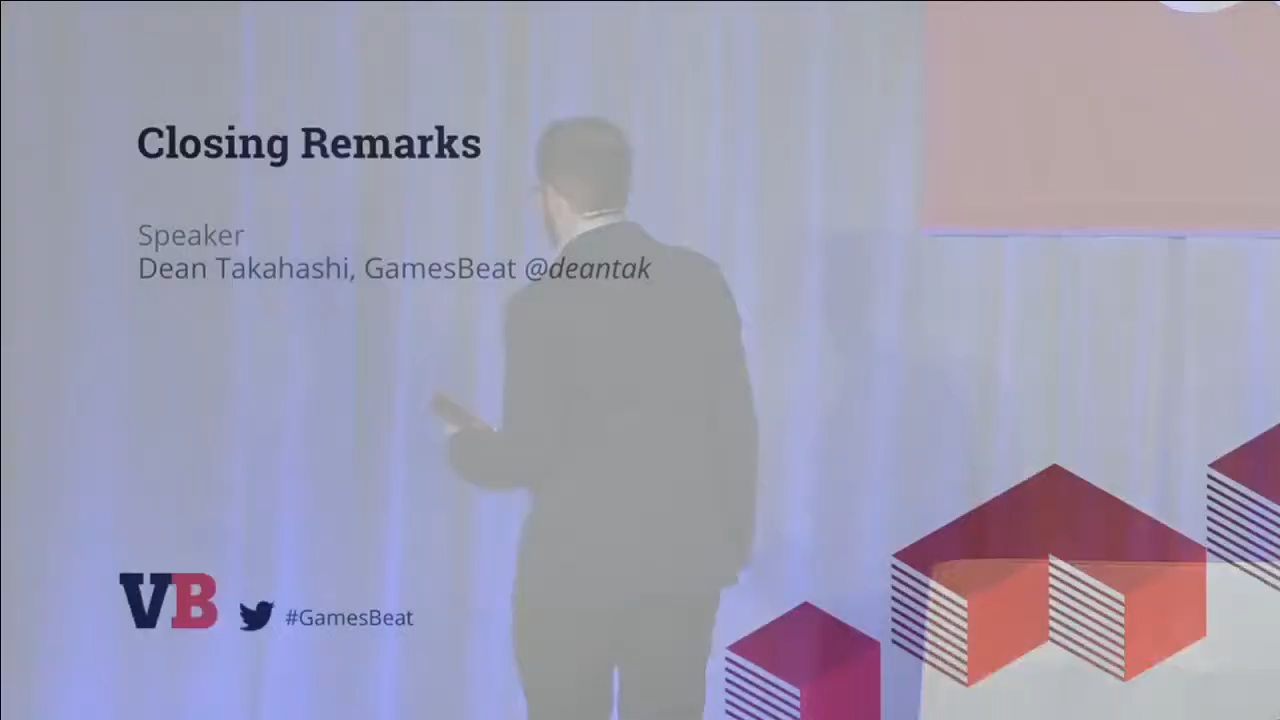 Closing Remarks
Speaker
Dean Takahashi, GamesBeat @deantak
VB
#GamesBeat